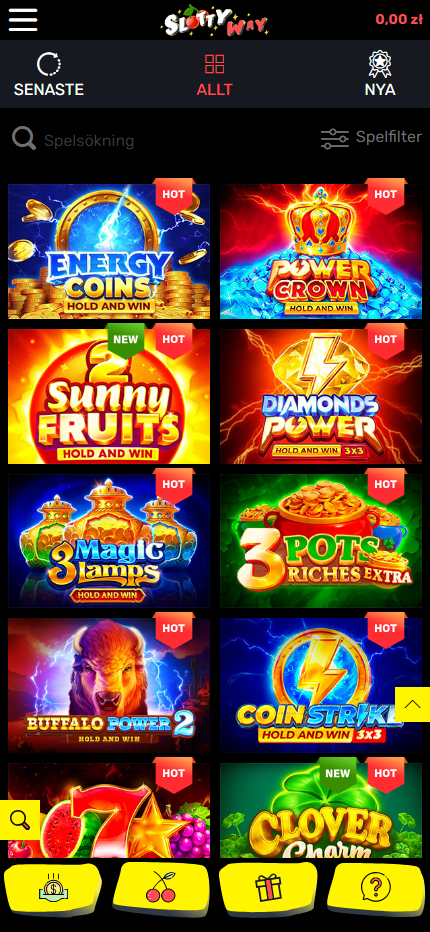 SLOTTY WAY
0,00 zł
SENASTE
ALLT
NYA
Spelsökning
Spelfilter
HOT
ENERGY
COINS
HOLD AND WIN
HOT
POWER
CROWN
HOLD AND WIN
NEW
HOT
2
Sunny
FRUITS
HOLD AND WIN
HOT
DIAMONDS
POWER
HOLD AND WIN 3X3
HOT
3 Magic
lamps
HOLD AND WIN
HOT
3 POTS
RICHES EXTRA
HOT
BUFFALO POWER 2
HOLD AND WIN
HOT
COIN STRIKE
HOLD AND WIN 3X3
HOT
7
NEW
HOT
CLOVER
Charm